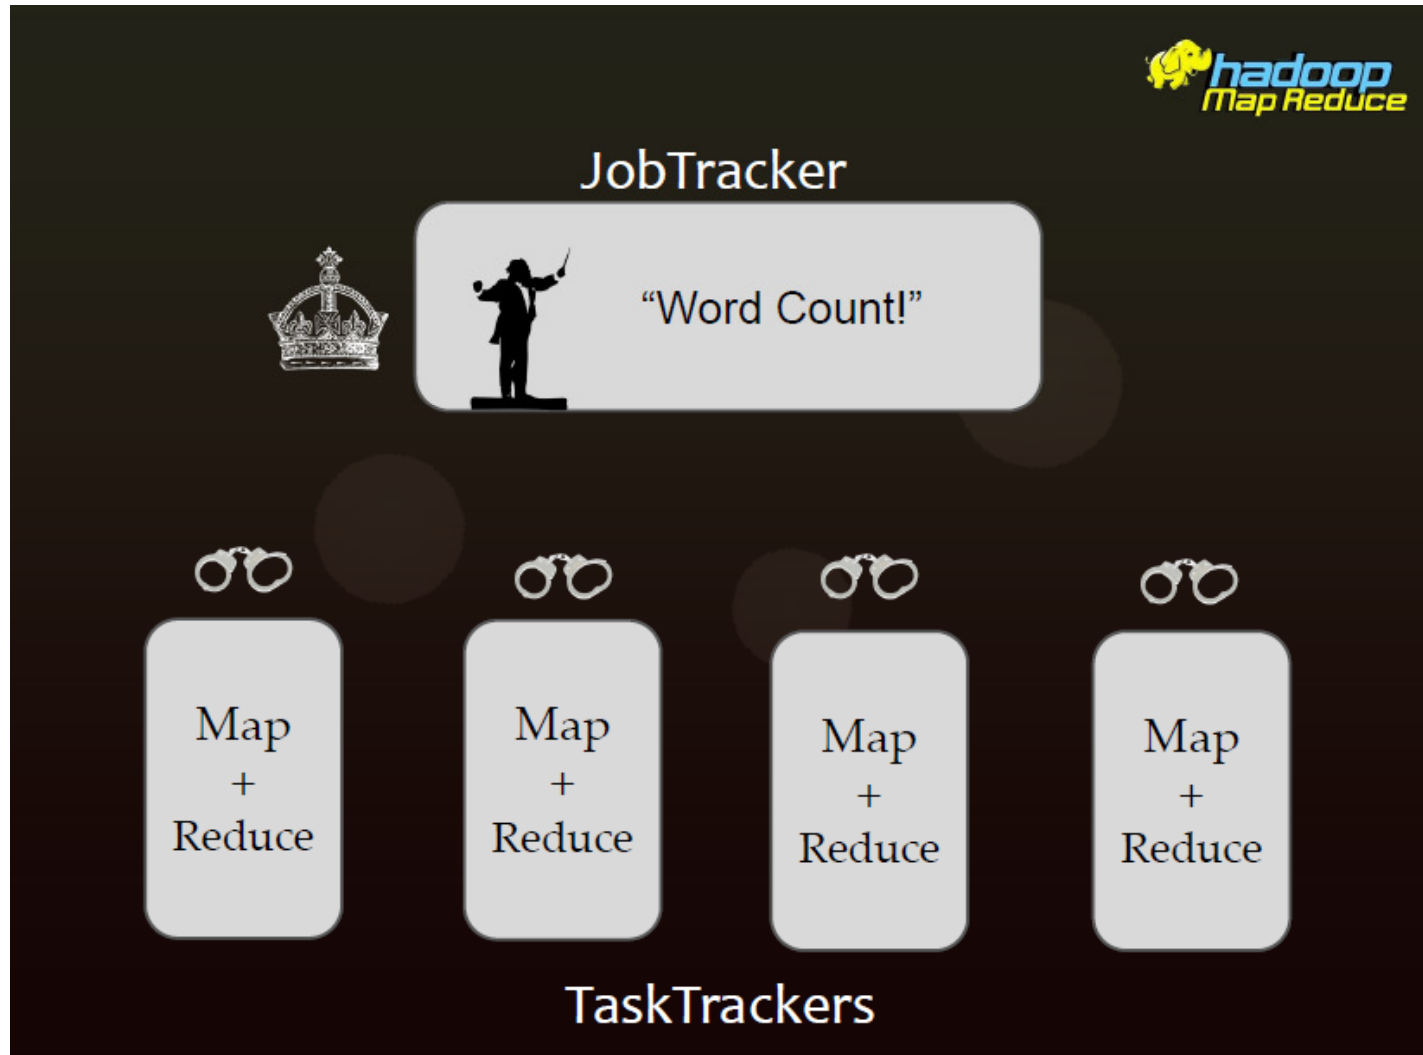 hadoop
Map Reduce
JobTracker
“Word Count!”
Map
+
Reduce
Map
+
Reduce
Map
+
Reduce
Map
+
Reduce
TaskTrackers